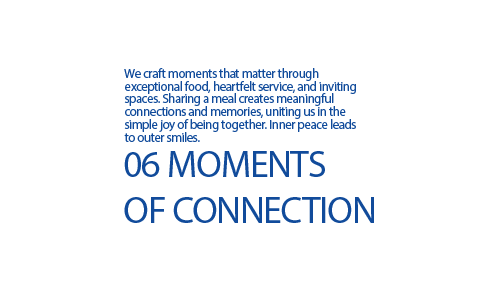 We craft moments that matter through
exceptional food, heartfelt service, and inviting
spaces. Sharing a meal creates meaningful
connections and memories, uniting us in the
simple joy of being together. Inner peace leads
to outer smiles.
06 MOMENTS
OF CONNECTION